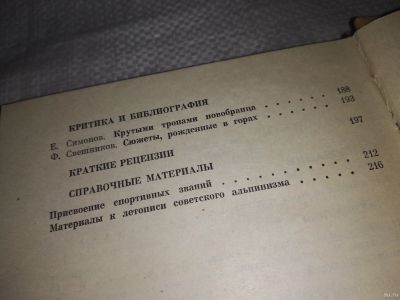 КРИТИКА И БИБЛИОГРАФИЯ
Е. Симонов. Крутыми тропами новобранца . . . . . . . 188
Ф. Свешников. Сюжеты, рожденные в горах . . . . . . . 193
КРАТКИЕ РЕЦЕНЗИИ 197
СПРАВОЧНЫЕ МАТЕРИАЛЫ
Присвоение спортивных званий . . . . . . . . . 212
Материалы к летописи советского альпинизма . . . . . . 216